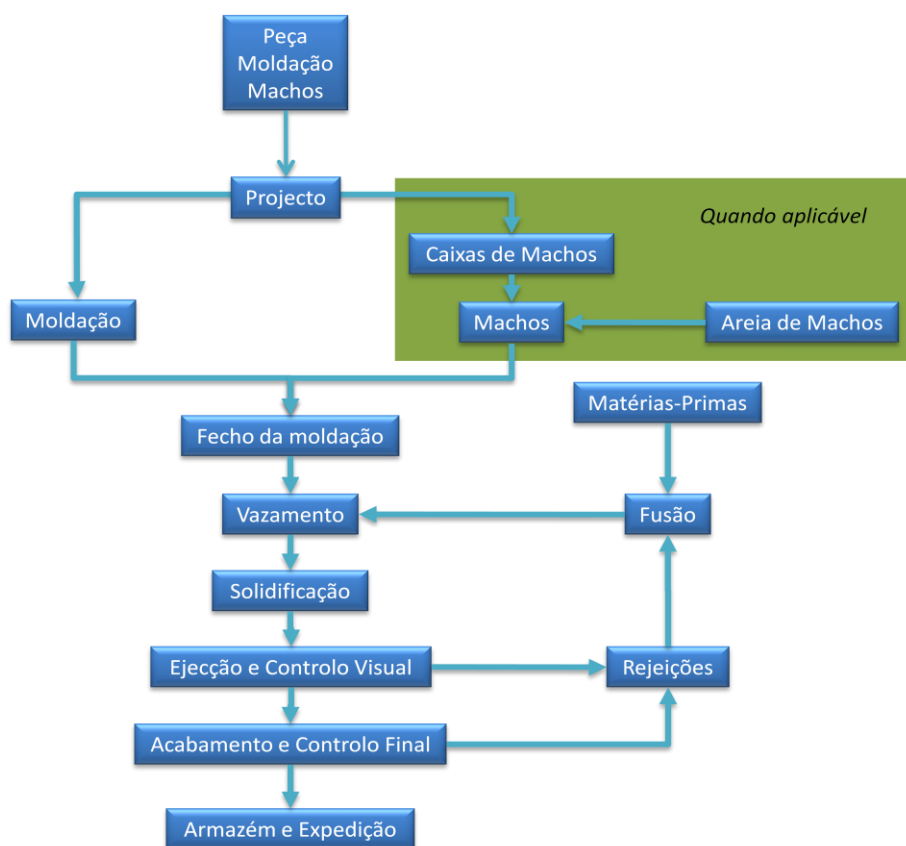 Peça
Moldação
Machos
Projecto
Quando aplicável
Caixas de Machos
Moldação
Machos
Areia de Machos
Matérias-Primas
Fecho da moldação
Vazamento
Fusão
Solidificação
Ejecção e Controlo Visual
Rejeições
Acabamento e Controlo Final
Armazém e Expedição